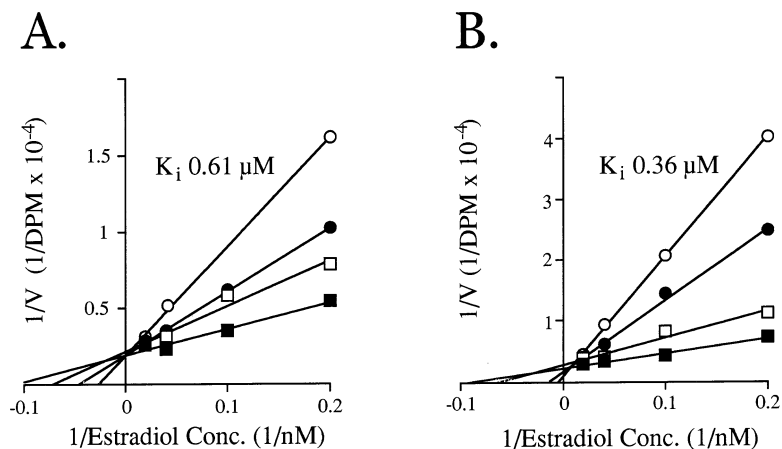 A.
1/V (1/DPM x 10-4)
1.5
1
0.5
Ki 0.61 µM
-0.1
0
0.1
0.2
1/Estradiol Conc. (1/nM)
B.
1/V (1/DPM x 10-4)
4
3
2
1
Ki 0.36 µM
-0.1
0
0.1
0.2
1/Estradiol Conc. (1/nM)